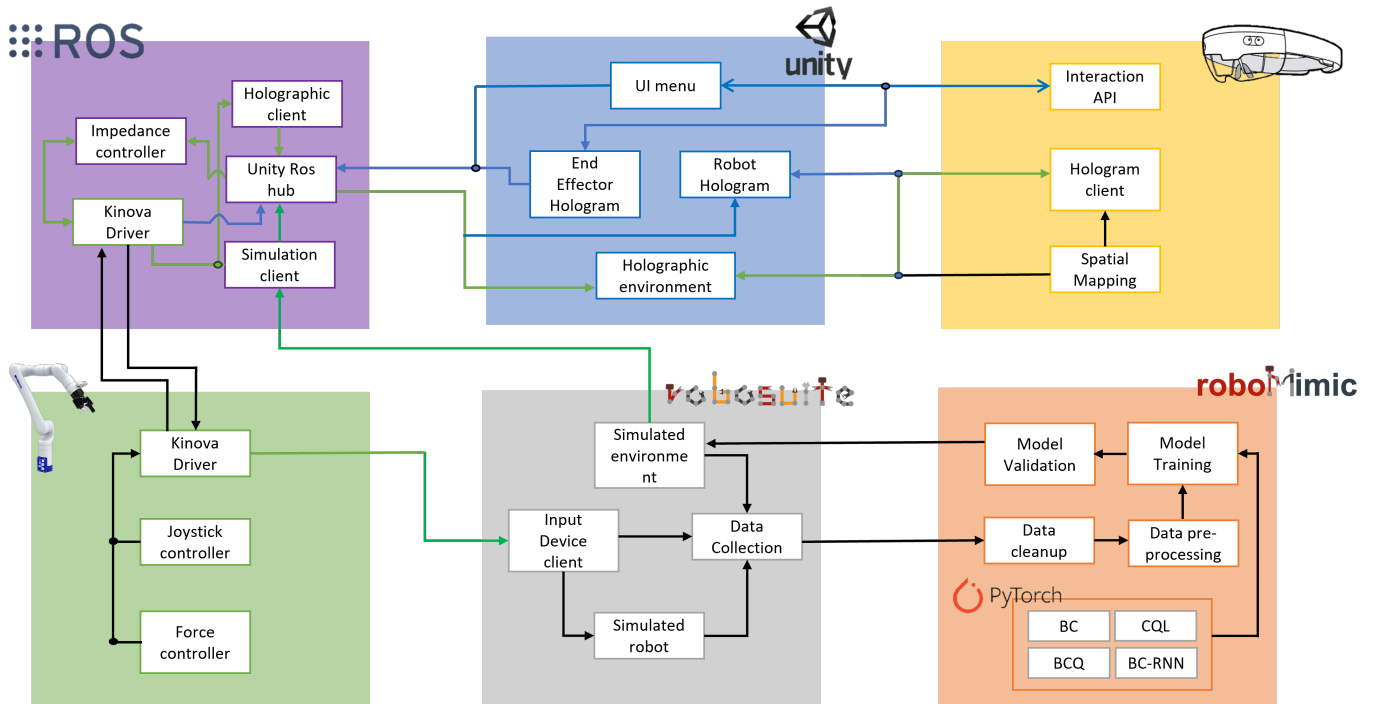 ROS
Holographic
client
Impedance
controller
Unity Ros
hub
Kinova
Driver
Simulation
client
unity
UI menu
End
Effector
Hologram
Robot
Hologram
Holographic
environment
Interaction
API
Hologram
client
Spatial
Mapping
Kinova
Driver
Joystick
controller
Force
controller
robosuite
Simulated
environme
nt
Input
Device
client
Data
Collection
Simulated
robot
roboMimic
Model
Validation
Model
Training
Data
cleanup
Data pre-
processing
PyTorch
BC
CQL
BCQ
BC-RNN